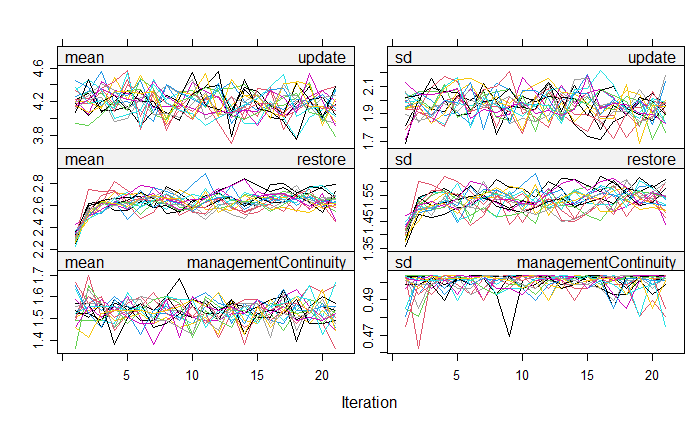 mean update
sd update
4.6
4.2
3.8
2.1
1.9
1.7
mean restore
sd restore
2.8
2.6
2.4
2.2
1.55
1.45
1.35
mean managementContinuity
sd managementContinuity
1.7
1.6
1.5
1.4
0.49
0.47
5 10 15 20
5 10 15 20
Iteration